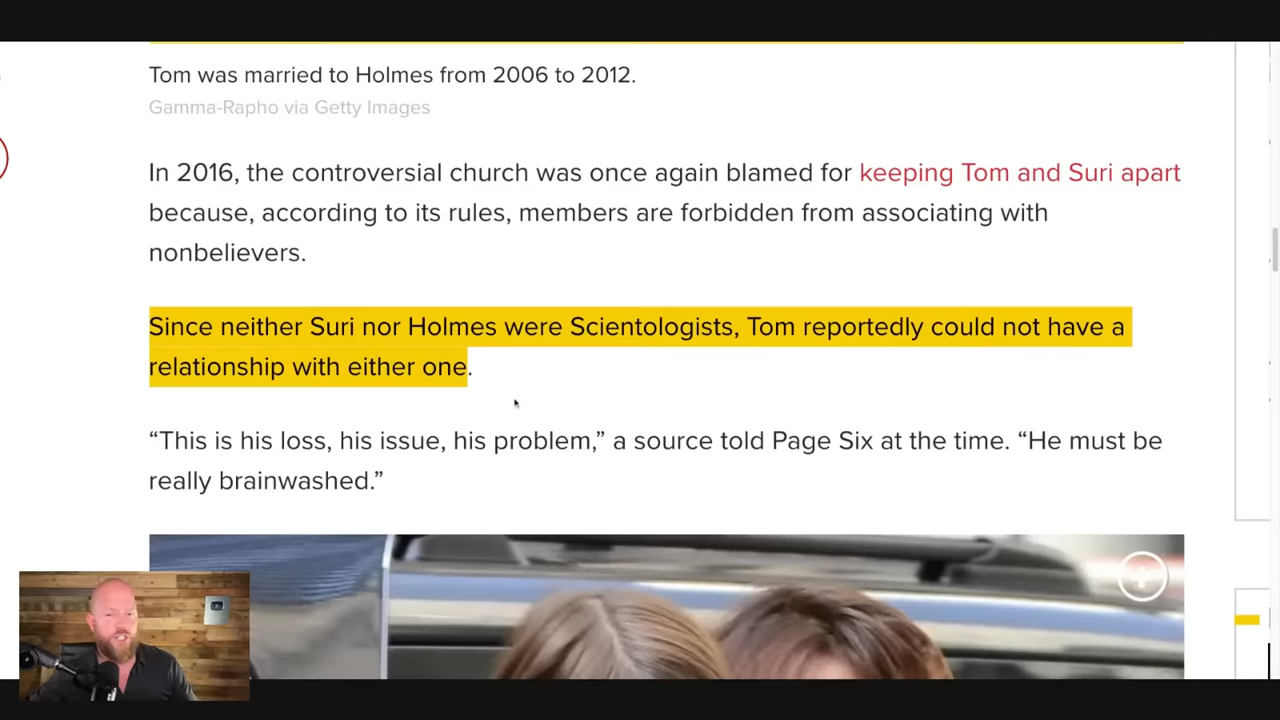 Tom was married to Holmes from 2006 to 2012.
Gamma-Rapho via Getty Images
In 2016, the controversial church was once again blamed for keeping Tom and Suri apart
because, according to its rules, members are forbidden from associating with
nonbelievers.
Since neither Suri nor Holmes were Scientologists, Tom reportedly could not have a
relationship with either one.
“This is his loss, his issue, his problem,” a source told Page Six at the time. “He must be
really brainwashed.”